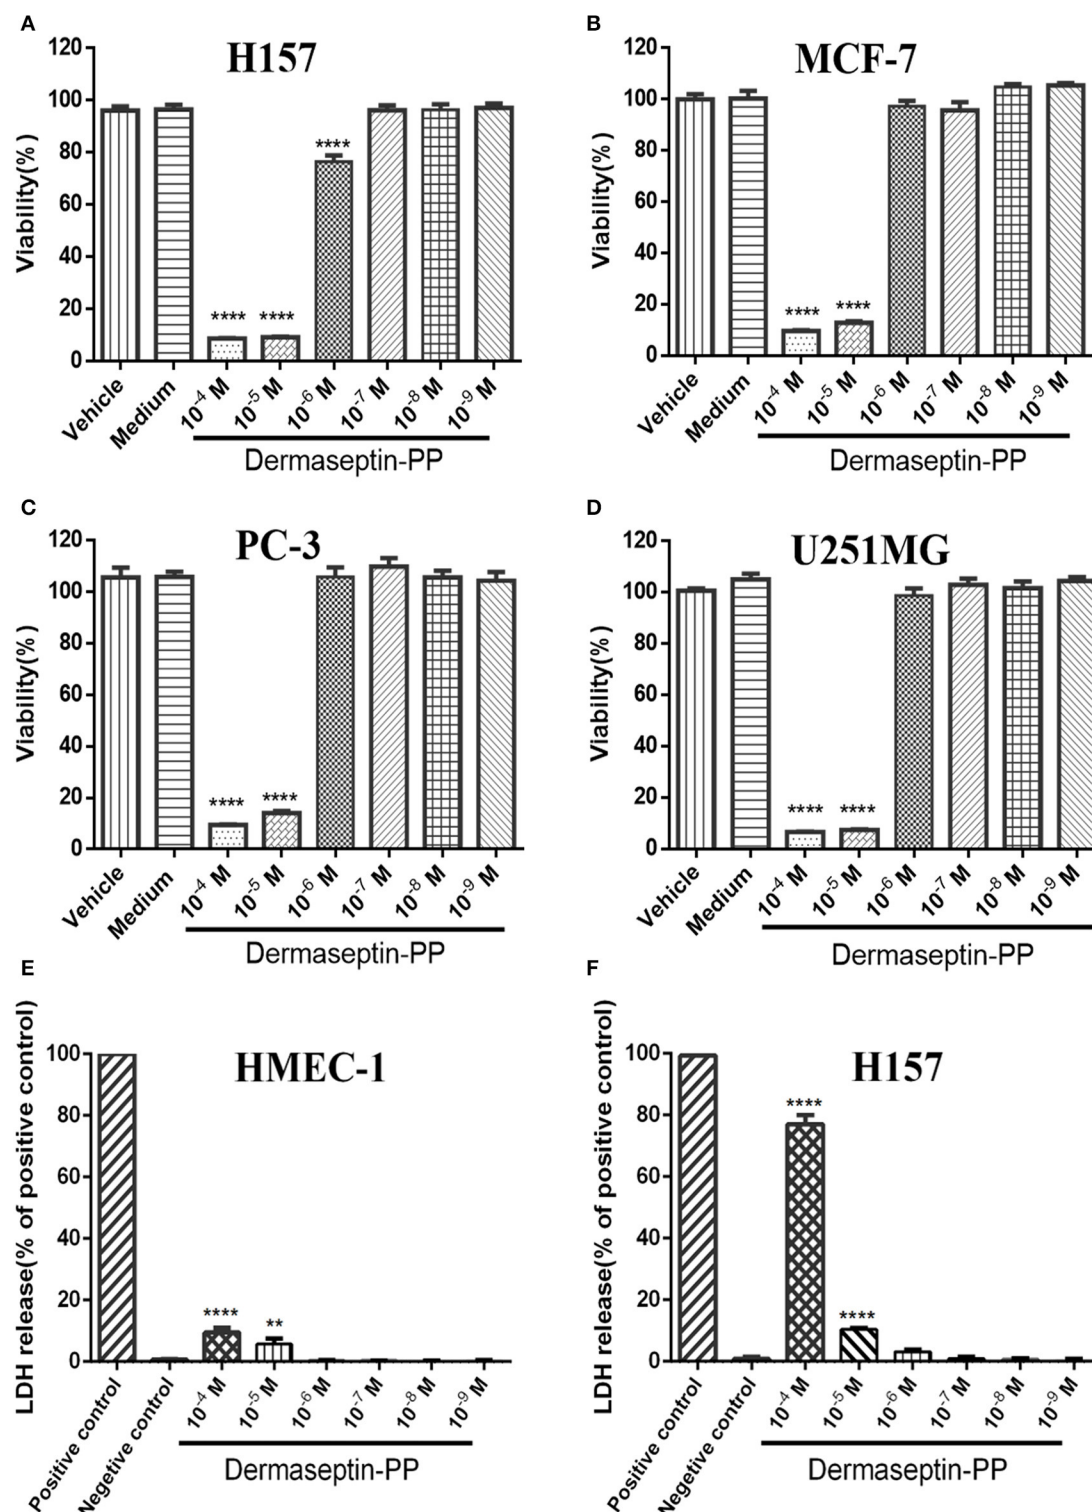 A
H157
Viability(%)
120
100
80
60
40
20
0
****
****
****
Vehicle
Medium
10⁻⁴ M
10⁻⁵ M
10⁻⁶ M
10⁻⁷ M
10⁻⁸ M
10⁻⁹ M
Dermaseptin-PP
B
MCF-7
Viability(%)
120
100
80
60
40
20
0
****
****
Vehicle
Medium
10⁻⁴ M
10⁻⁵ M
10⁻⁶ M
10⁻⁷ M
10⁻⁸ M
10⁻⁹ M
Dermaseptin-PP
C
PC-3
Viability(%)
120
100
80
60
40
20
0
****
****
Vehicle
Medium
10⁻⁴ M
10⁻⁵ M
10⁻⁶ M
10⁻⁷ M
10⁻⁸ M
10⁻⁹ M
Dermaseptin-PP
D
U251MG
Viability(%)
120
100
80
60
40
20
0
****
****
Vehicle
Medium
10⁻⁴ M
10⁻⁵ M
10⁻⁶ M
10⁻⁷ M
10⁻⁸ M
10⁻⁹ M
Dermaseptin-PP
E
HMEC-1
LDH release(% of positive control)
100
80
60
40
20
0
****
**
Positive control
Negetive control
10⁻⁴ M
10⁻⁵ M
10⁻⁶ M
10⁻⁷ M
10⁻⁸ M
10⁻⁹ M
Dermaseptin-PP
F
H157
LDH release(% of positive control)
100
80
60
40
20
0
****
****
Positive control
Negetive control
10⁻⁴ M
10⁻⁵ M
10⁻⁶ M
10⁻⁷ M
10⁻⁸ M
10⁻⁹ M
Dermaseptin-PP